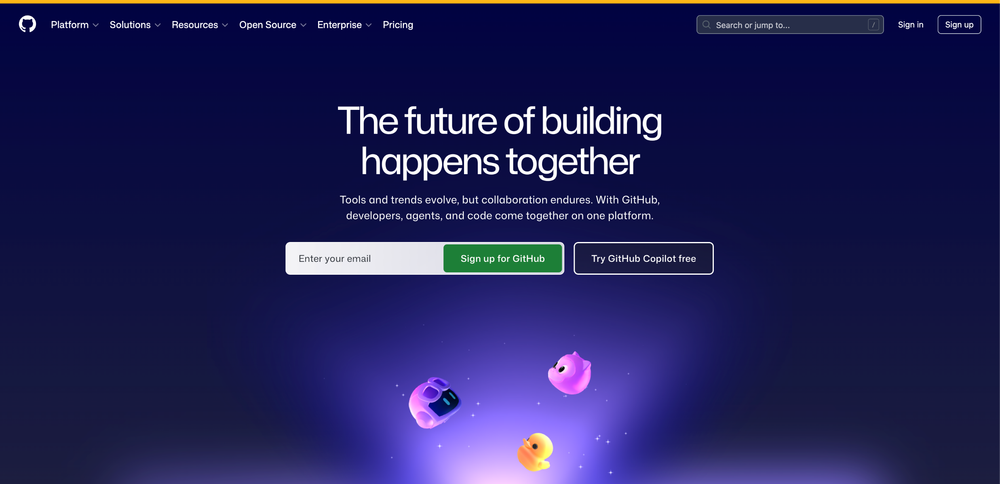 Platform
Solutions
Resources
Open Source
Enterprise
Pricing
Search or jump to...
/
Sign in
Sign up
The future of building
happens together
Tools and trends evolve, but collaboration endures. With GitHub,
developers, agents, and code come together on one platform.
Enter your email
Sign up for GitHub
Try GitHub Copilot free